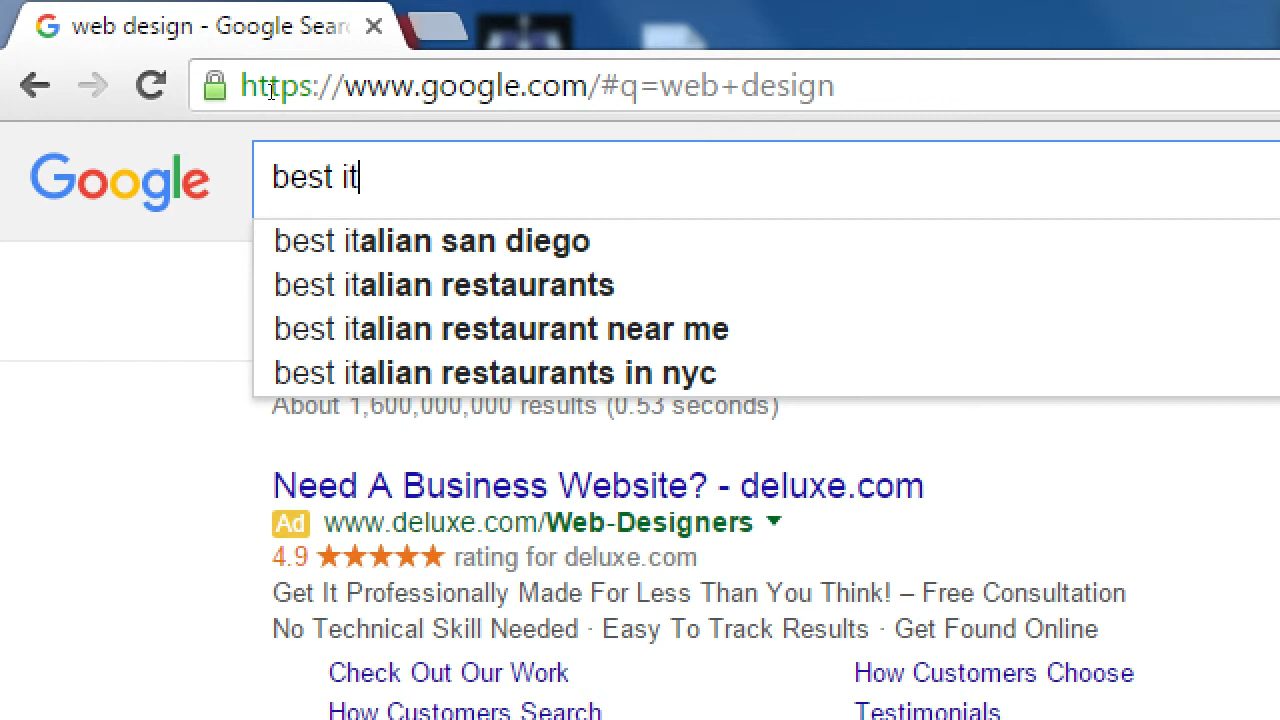 web design - Google Sear
https://www.google.com/#q=web+design
Google
best it
best italian san diego
best italian restaurants
best italian restaurant near me
best italian restaurants in nyc
About 1,600,000,000 results (0.53 seconds)
Need A Business Website? - deluxe.com
Ad www.deluxe.com/Web-Designers
4.9 ★★★★★ rating for deluxe.com
Get It Professionally Made For Less Than You Think! – Free Consultation
No Technical Skill Needed · Easy To Track Results · Get Found Online
Check Out Our Work How Customers Choose
How Customers Search Testimonials